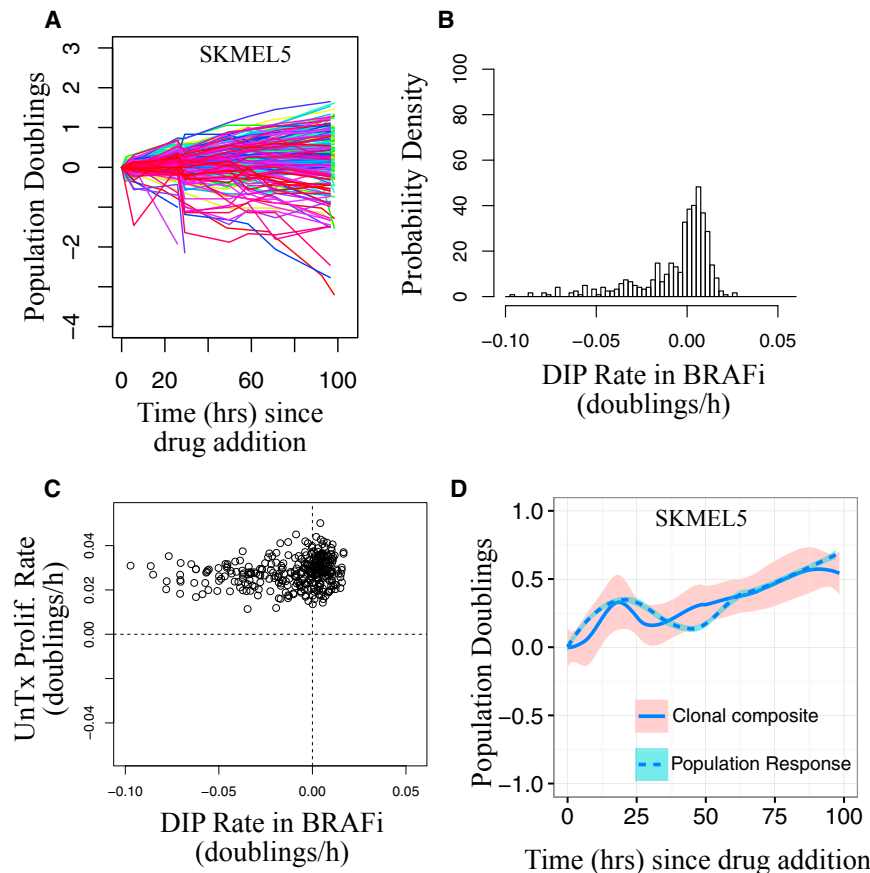 A
SKMEL5
Population Doublings
3
2
1
0
−2
−4
0
20
60
100
Time (hrs) since
drug addition
B
Probability Density
100
80
60
40
20
0
−0.10
−0.05
0.00
0.05
DIP Rate in BRAFi
(doublings/h)
C
UnTx Prolif. Rate
(doublings/h)
0.04
0.02
0.00
−0.04
−0.10
−0.05
0.00
0.05
DIP Rate in BRAFi
(doublings/h)
D
SKMEL5
Population Doublings
1.0
0.5
0.0
−0.5
−1.0
Clonal composite
Population Response
0
25
50
75
100
Time (hrs) since drug addition